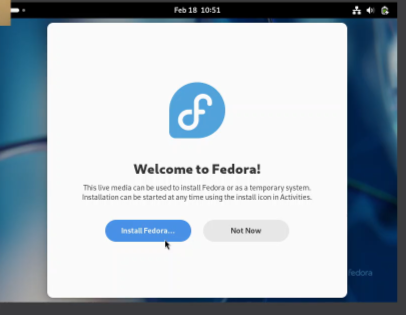 Feb 18 10:51
Welcome to Fedora!
This live media can be used to install Fedora or as a temporary system.
Installation can be started at any time using the install icon in Activities.
Install Fedora...
Not Now
fedora